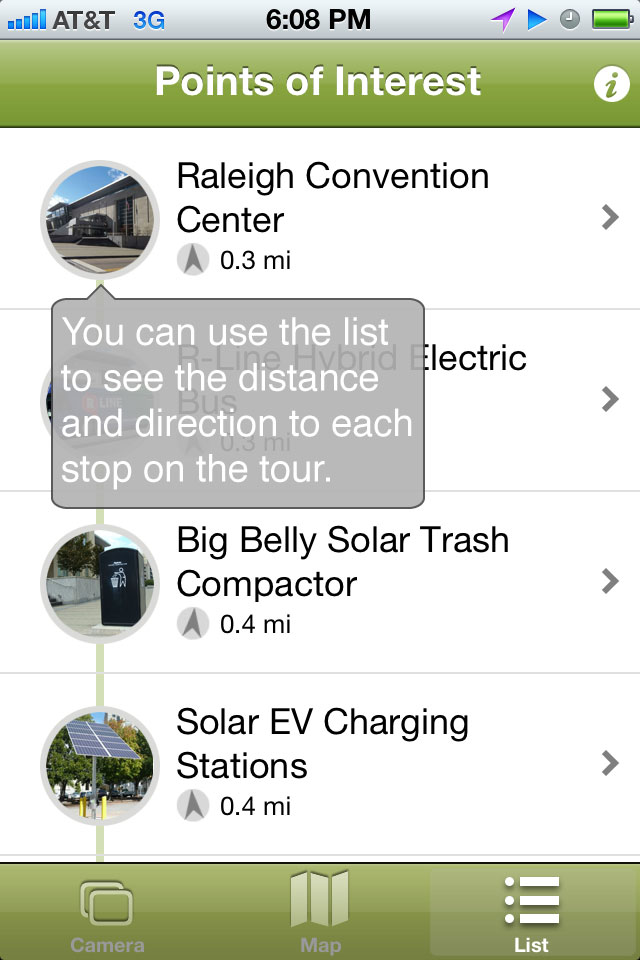 AT&T 3G 6:08 PM
Points of Interest
i
Raleigh Convention
Center
0.3 mi
You can use the list
to see the distance
and direction to each
stop on the tour.
R-Line Hybrid Electric
Bus
0.3 mi
R LINE
Big Belly Solar Trash
Compactor
0.4 mi
Solar EV Charging
Stations
0.4 mi
Camera
Map
List